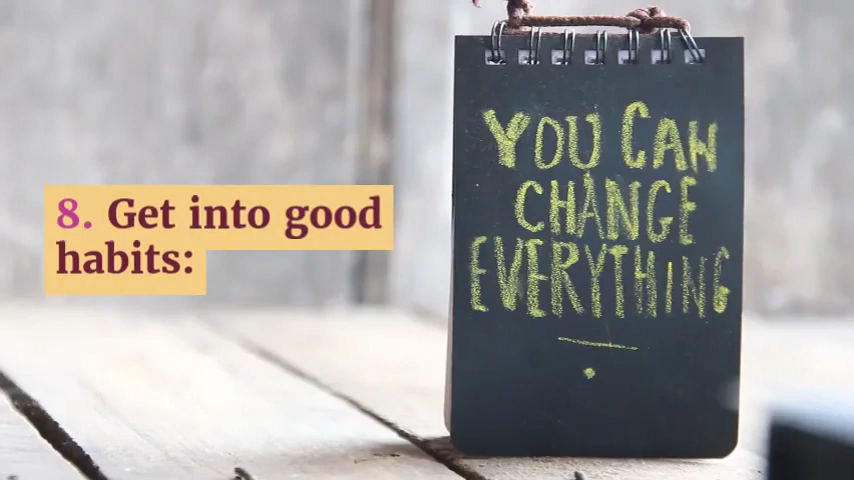 8. Get into good
habits:
YOU CAN
CHANGE
EVERYTHING